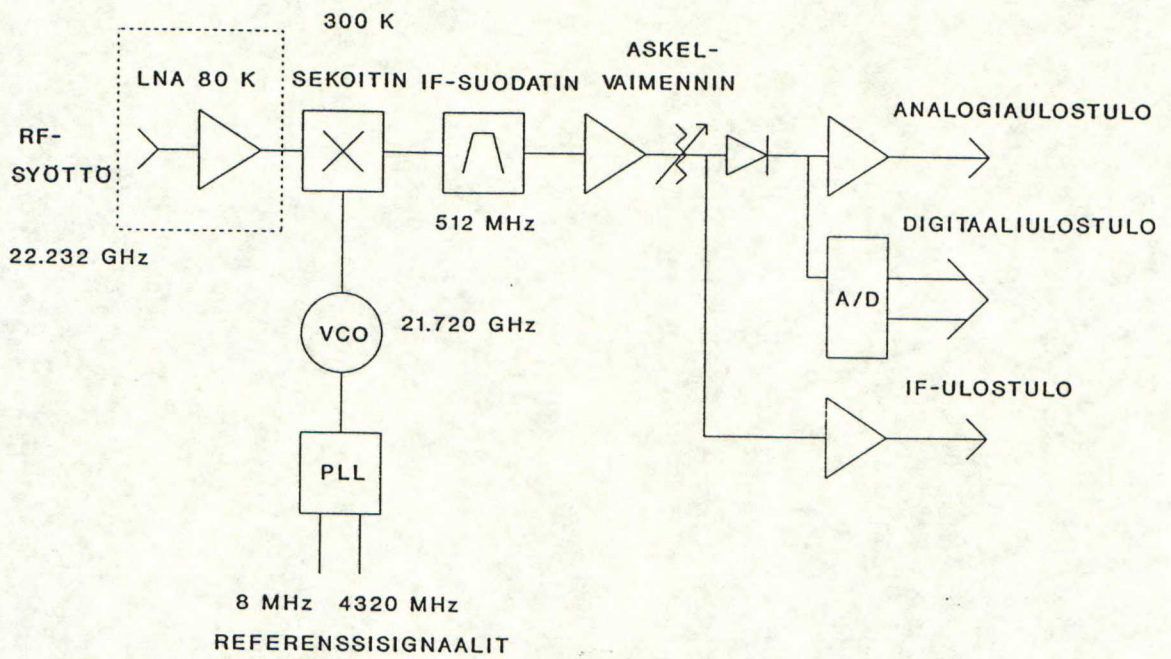 300 K
ASKEL-
LNA 80 K SEKOITIN IF-SUODATIN VAIMENNIN
ANALOGIAULOSTULO
RF-
SYÖTTÖ
22.232 GHz
512 MHz
DIGITAALIULOSTULO
A/D
VCO 21.720 GHz
IF-ULOSTULO
PLL
8 MHz 4320 MHz
REFERENSSISIGNAALIT